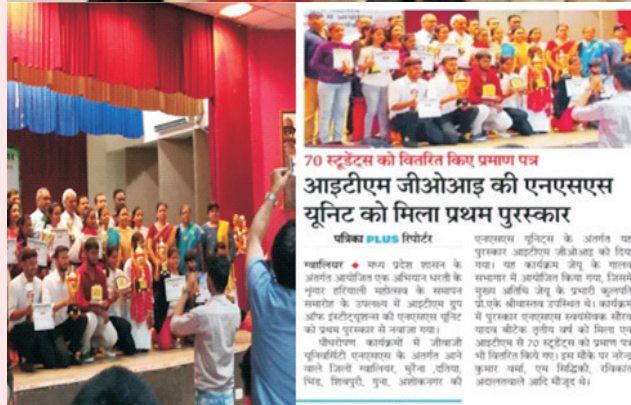 70 स्टूडेंट्स को वितरित किए प्रमाण पत्र
आइटीएम जीओआइ की एनएसएस
यूनिट को मिला प्रथम पुरस्कार
पत्रिका PLUS रिपोर्टर
ग्वालियर ◆ मध्य प्रदेश शासन के
अंतर्गत आयोजित एक अभियान धरती के
श्रृंगार हरियाली महोत्सव के समापन
समारोह के उपलक्ष्य में आइटीएम ग्रुप
ऑफ इंस्टीट्यूशन्स की एनएसएस यूनिट
को प्रथम पुरस्कार से नवाजा गया।
पौधरोपण कार्यक्रमों में जीवाजी
यूनिवर्सिटी एनएसएस के अंतर्गत आने
वाले जिलों ग्वालियर, मुरैना ,दतिया,
भिंड, शिवपुरी, गुना, अशोकनगर की
एनएसएस यूनिट्स के अंतर्गत यह
पुरस्कार आइटीएम जीओआइ को दिया
गया। यह कार्यक्रम जेयू के गालव
सभागार में आयोजित किया गया, जिसमें
मुख्य अतिथि जेयू के प्रभारी कुलपति
प्रो.एके श्रीवास्तव उपस्थित थे। कार्यक्रम
में पुरस्कार एनएसएस स्वयंसेवक सौरव
यादव बीटेक तृतीय वर्ष को मिला एवं
आइटीएम से 70 स्टूडेंट्स को प्रमाण पत्र
भी वितरित किये गए। इस मौके पर नरेन्द्र
कुमार वर्मा, एम सिद्दिकी, रविकांत
अदालतवाले आदि मौजूद थे।